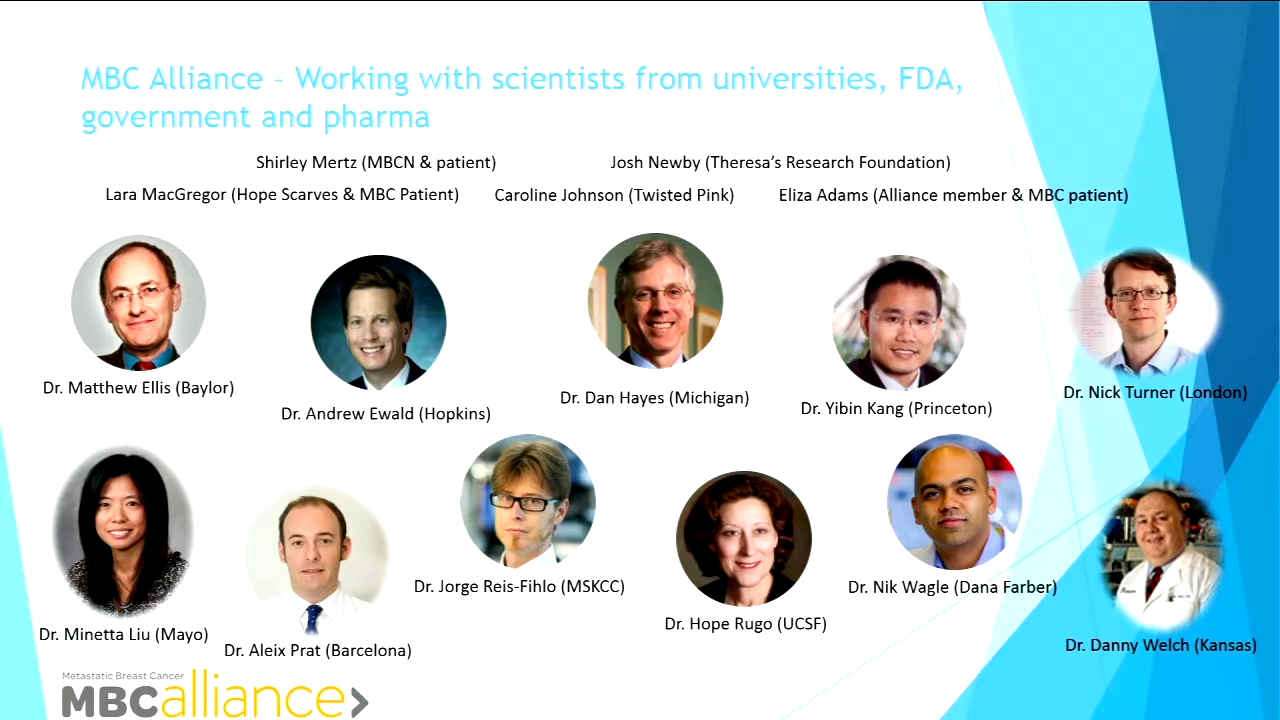 MBC Alliance – Working with scientists from universities, FDA,
government and pharma
Shirley Mertz (MBCN & patient)
Josh Newby (Theresa’s Research Foundation)
Lara MacGregor (Hope Scarves & MBC Patient)
Caroline Johnson (Twisted Pink)
Eliza Adams (Alliance member & MBC patient)
Dr. Matthew Ellis (Baylor)
Dr. Andrew Ewald (Hopkins)
Dr. Dan Hayes (Michigan)
Dr. Yibin Kang (Princeton)
Dr. Nick Turner (London)
Dr. Minetta Liu (Mayo)
Dr. Aleix Prat (Barcelona)
Dr. Jorge Reis-Fihlo (MSKCC)
Dr. Hope Rugo (UCSF)
Dr. Nik Wagle (Dana Farber)
Dr. Danny Welch (Kansas)
Metastatic Breast Cancer
MBCalliance